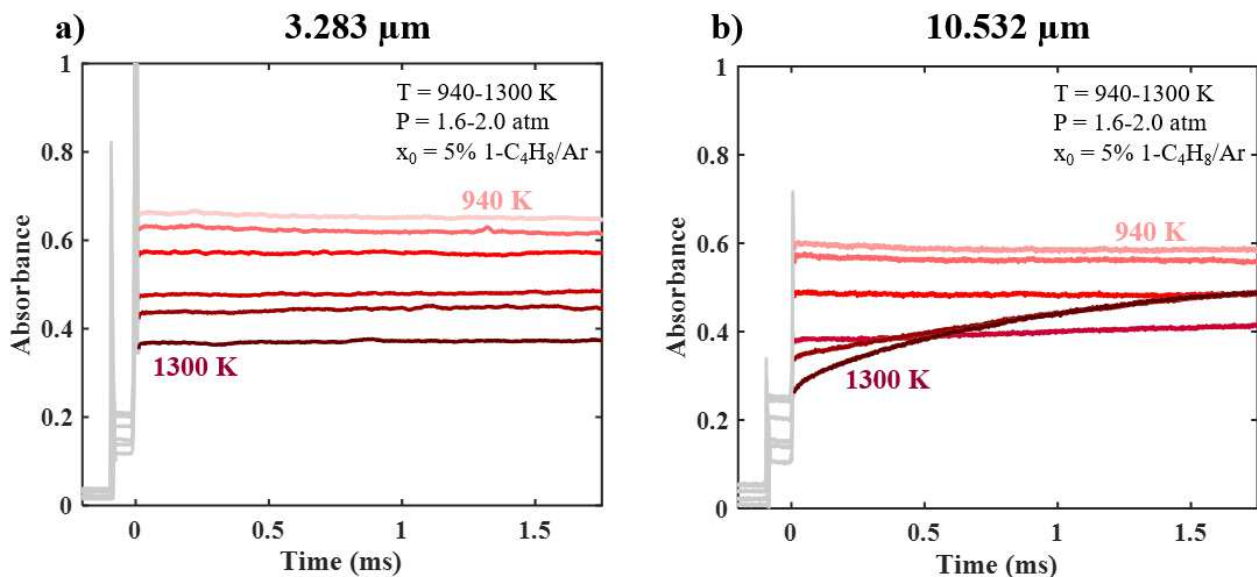 a) 3.283 µm
1
0.8
0.6
0.4
0.2
0
Absorbance
T = 940-1300 K
P = 1.6-2.0 atm
x₀ = 5% 1-C₄H₈/Ar
940 K
1300 K
0 0.5 1 1.5
Time (ms)
b) 10.532 µm
1
0.8
0.6
0.4
0.2
0
Absorbance
T = 940-1300 K
P = 1.6-2.0 atm
x₀ = 5% 1-C₄H₈/Ar
940 K
1300 K
0 0.5 1 1.5
Time (ms)